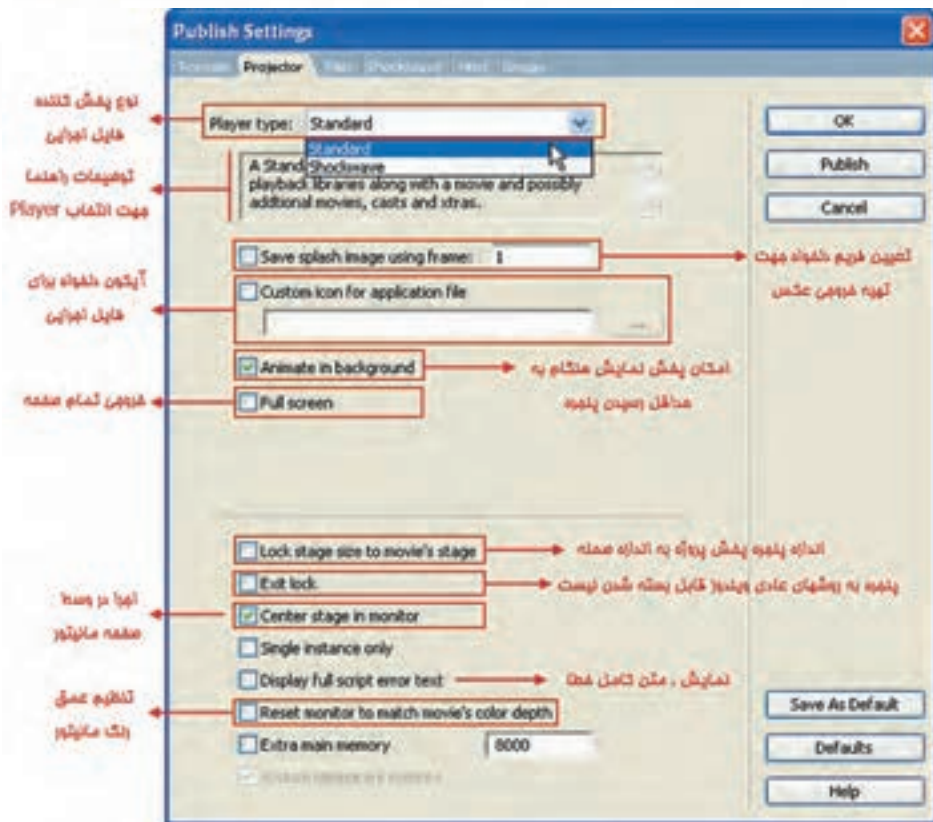 Publish Settings
Formats Projector Files Shockwave Html Image
نوع پخش کننده
فایل اجرایی
Player type: Standard
Standard
Shockwave
توضیحات راهنما
جهت انتخاب Player
A Stand
playback libraries along with a movie and possibly
addtional movies, casts and xtras.
OK
Publish
Cancel
Save splash image using frame: 1
تعیین فریم دلخواه جهت
تهیه خروجی عکس
آیکون دلخواه برای
فایل اجرایی
Custom icon for application file
...
Animate in background
امکان پخش نمایش هنگام به
حداقل رسیدن پنجره
Full screen
خروجی تمام صفحه
Lock stage size to movie's stage
اندازه پنجره پخش پروژه به اندازه صحنه
Exit lock
پنجره به روشهای عادی ویندوز قابل بسته شدن نیست
اجرا در وسط
صفحه مانیتور
Center stage in monitor
Single instance only
Display full script error text
نمایش ، متن کامل خطا
تنظیم عمق
رنگ مانیتور
Reset monitor to match movie's color depth
Extra main memory 8000
Save As Default
Defaults
Help